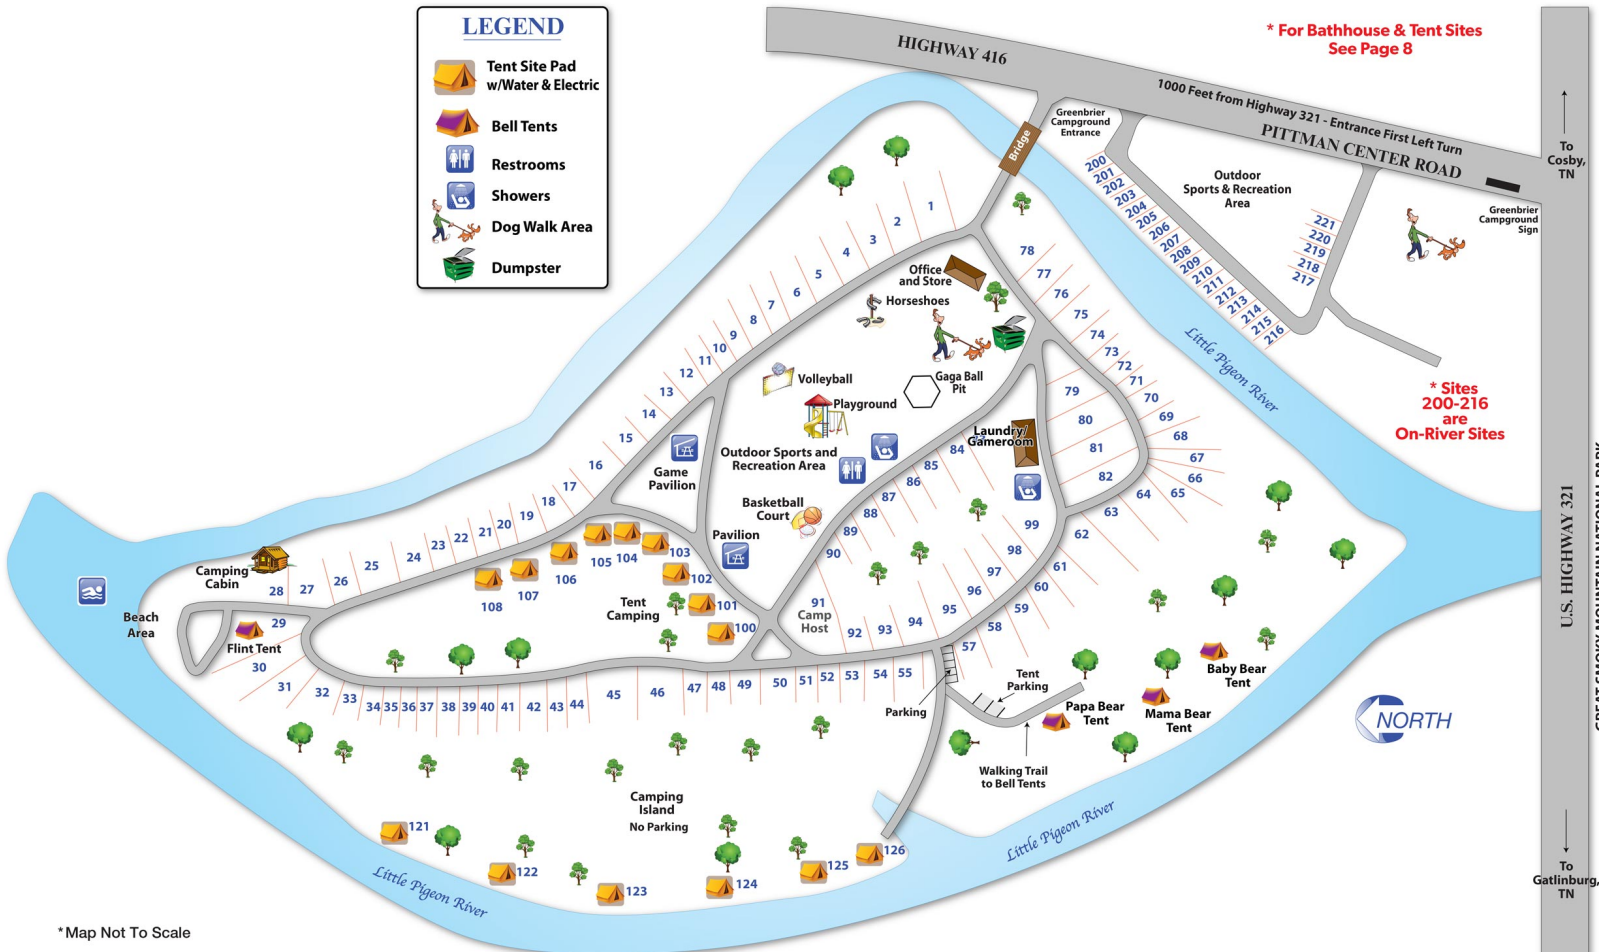 LEGEND
Tent Site Pad
w/Water & Electric
Bell Tents
Restrooms
Showers
Dog Walk Area
Dumpster
HIGHWAY 416
* For Bathhouse & Tent Sites
See Page 8
1000 Feet from Highway 321 - Entrance First Left Turn
PITTMAN CENTER ROAD
To
Cosby,
TN
Greenbrier
Campground
Entrance
Bridge
Outdoor
Sports & Recreation
Area
Greenbrier
Campground
Sign
200
201
202
203
204
205
206
207
208
209
210
211
212
213
214
215
216
221
220
219
218
217
* Sites
200-216
are
On-River Sites
Little Pigeon River
U.S. HIGHWAY 321
GREAT SMOKY MOUNTAIN NATIONAL PARK
To
Gatlinburg,
TN
NORTH
1
2
3
4
5
6
7
8
9
10
11
12
13
14
15
16
17
18
19
20
21
22
23
24
25
26
27
28
29
30
31
32
33
34
35
36
37
38
39
40
41
42
43
44
45
46
47
48
49
50
51
52
53
54
55
57
58
59
60
61
62
63
64
65
66
67
68
69
70
71
72
73
74
75
76
77
78
79
80
81
82
84
85
86
87
88
89
90
91
Camp
Host
92
93
94
95
96
97
98
99
Office
and Store
Horseshoes
Volleyball
Gaga Ball
Pit
Playground
Laundry/
Gameroom
Outdoor Sports and
Recreation Area
Game
Pavilion
Basketball
Court
Pavilion
Camping
Cabin
Beach
Area
Flint Tent
Tent
Camping
100
101
102
103
104
105
106
107
108
Parking
Tent
Parking
Walking Trail
to Bell Tents
Papa Bear
Tent
Mama Bear
Tent
Baby Bear
Tent
Camping
Island
No Parking
121
122
123
124
125
126
Little Pigeon River
Little Pigeon River
*Map Not To Scale